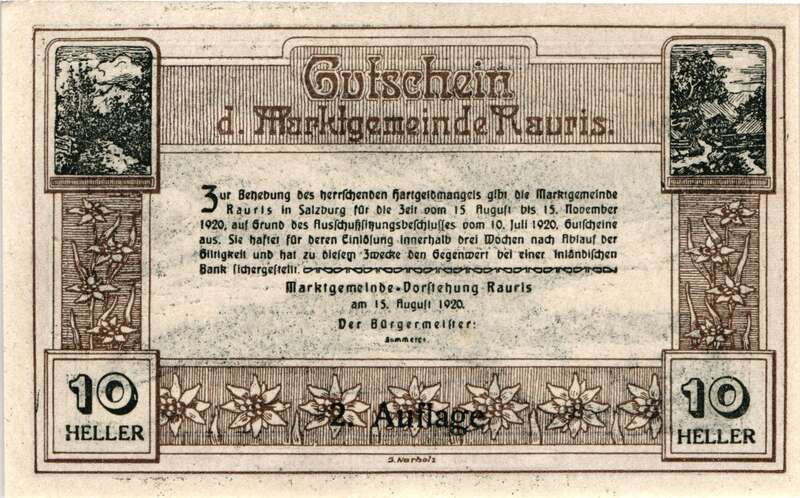 Gutschein
d. Marktgemeinde Rauris.
Zur Behebung des herrschenden Hartgeldmangels gibt die Marktgemeinde
Rauris in Salzburg für die Zeit vom 15 August bis 15. November
1920, auf Grund des Ausschußsitzungsbeschlusses vom 10. Juli 1920, Gutscheine
aus. Sie haftet für deren Einlösung innerhalb drei Wochen nach Ablauf der
Giltigkeit und hat zu diesem Zwecke den Gegenwert bei einer inländischen
Bank sichergestellt.
Marktgemeinde-Vorstehung Rauris
am 15. August 1920.
Der Bürgermeister:
Sommerer
10
HELLER
2. Auflage
10
HELLER